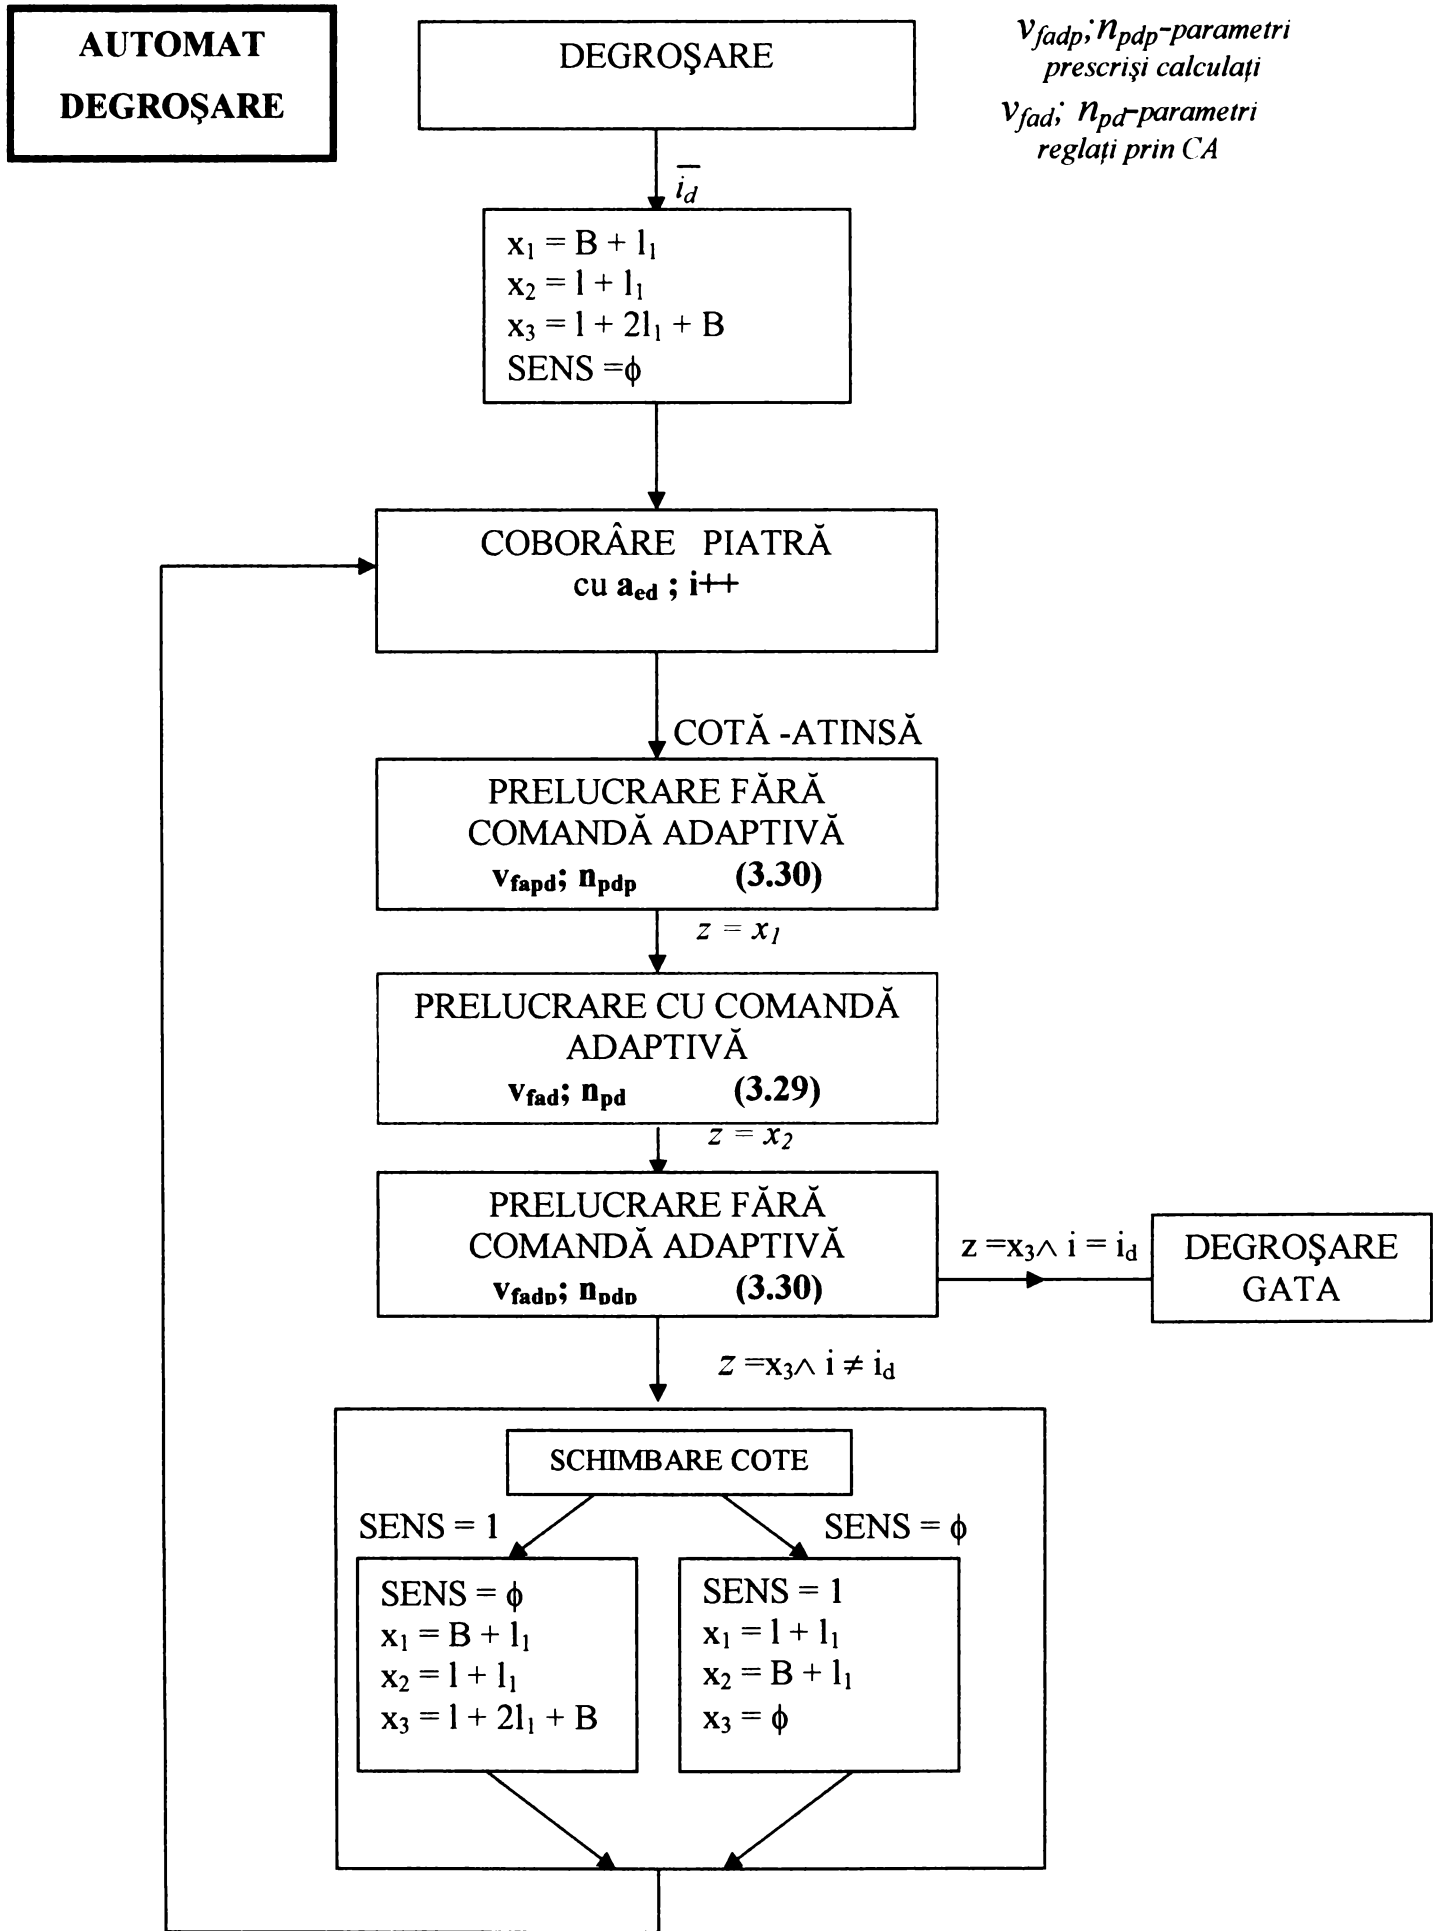 AUTOMAT
DEGROŞARE
DEGROŞARE
v_fadp; n_pdp-parametri
prescrişi calculaţi
v_fad; n_pd-parametri
reglaţi prin CA
i̅_d
x₁ = B + l₁
x₂ = l + l₁
x₃ = l + 2l₁ + B
SENS =ϕ
COBORÂRE PIATRĂ
cu a_ed ; i++
COTĂ -ATINSĂ
PRELUCRARE FĂRĂ
COMANDĂ ADAPTIVĂ
v_fapd; n_pdp (3.30)
z = x₁
PRELUCRARE CU COMANDĂ
ADAPTIVĂ
v_fad; n_pd (3.29)
z = x₂
PRELUCRARE FĂRĂ
COMANDĂ ADAPTIVĂ
v_fadp; n_pdp (3.30)
z =x₃∧ i = i_d
DEGROŞARE
GATA
z =x₃∧ i ≠ i_d
SCHIMBARE COTE
SENS = 1
SENS = ϕ
SENS = ϕ
x₁ = B + l₁
x₂ = l + l₁
x₃ = l + 2l₁ + B
SENS = 1
x₁ = l + l₁
x₂ = B + l₁
x₃ = ϕ